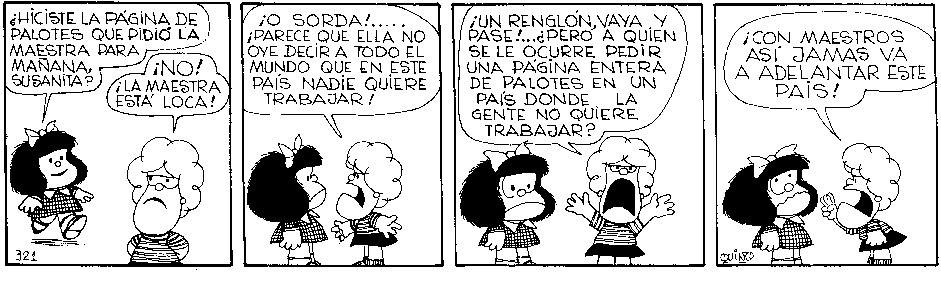 ¿HICISTE LA PÁGINA DE
PALOTES QUE PIDIÓ LA
MAESTRA PARA
MAÑANA,
SUSANITA?
¡NO!
¡LA MAESTRA
ESTÁ LOCA!
321
¡O SORDA!.....
¡PARECE QUE ELLA NO
OYE DECIR A TODO EL
MUNDO QUE EN ESTE
PAÍS NADIE QUIERE
TRABAJAR!
¡UN RENGLÓN, VAYA Y
PASE!...¿PERO A QUIEN
SE LE OCURRE PEDIR
UNA PÁGINA ENTERA
DE PALOTES EN UN
PAÍS DONDE LA
GENTE NO QUIERE
TRABAJAR?
¡CON MAESTROS
ASÍ JAMAS VA
A ADELANTAR ESTE
PAÍS!
QUINO